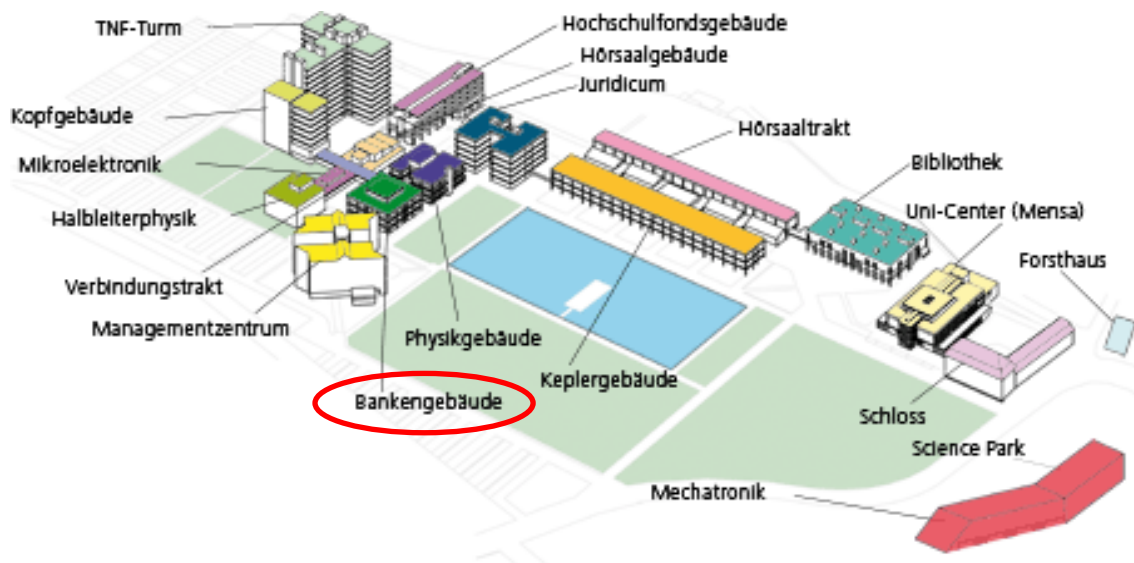 TNF-Turm
Hochschulfondsgebäude
Hörsaalgebäude
Juridicum
Kopfgebäude
Hörsaaltrakt
Mikroelektronik
Bibliothek
Halbleiterphysik
Uni-Center (Mensa)
Forsthaus
Verbindungstrakt
Managementzentrum
Physikgebäude
Keplergebäude
Bankengebäude
Schloss
Science Park
Mechatronik